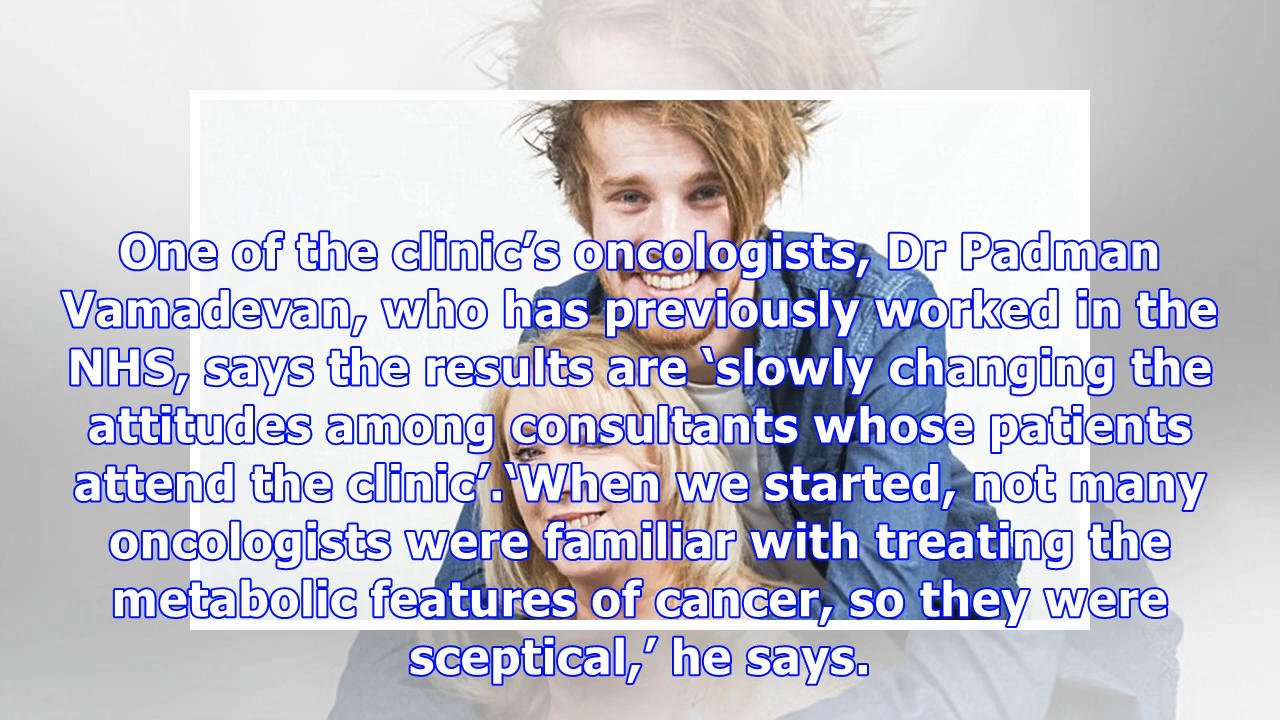 One of the clinic’s oncologists, Dr Padman
Vamadevan, who has previously worked in the
NHS, says the results are ‘slowly changing the
attitudes among consultants whose patients
attend the clinic’.‘When we started, not many
oncologists were familiar with treating the
metabolic features of cancer, so they were
sceptical,’ he says.